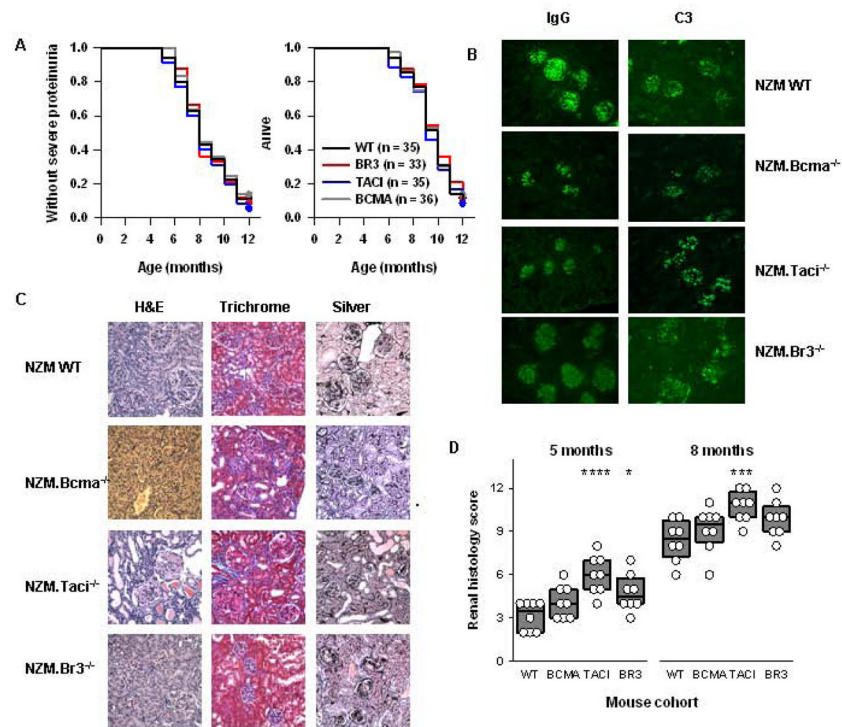 A
Without severe proteinuria
1.0
0.8
0.6
0.4
0.2
0.0
0 2 4 6 8 10 12
Age (months)
Alive
1.0
0.8
0.6
0.4
0.2
0.0
WT (n = 35)
BR3 (n = 33)
TACI (n = 35)
BCMA (n = 36)
0 2 4 6 8 10 12
Age (months)
B
IgG C3
NZM WT
NZM.Bcma-/-
NZM.Taci-/-
NZM.Br3-/-
C
H&E Trichrome Silver
NZM WT
NZM.Bcma-/-
NZM.Taci-/-
NZM.Br3-/-
D
5 months 8 months
**** * ***
Renal histology score
12
9
6
3
0
WT BCMA TACI BR3 WT BCMA TACI BR3
Mouse cohort